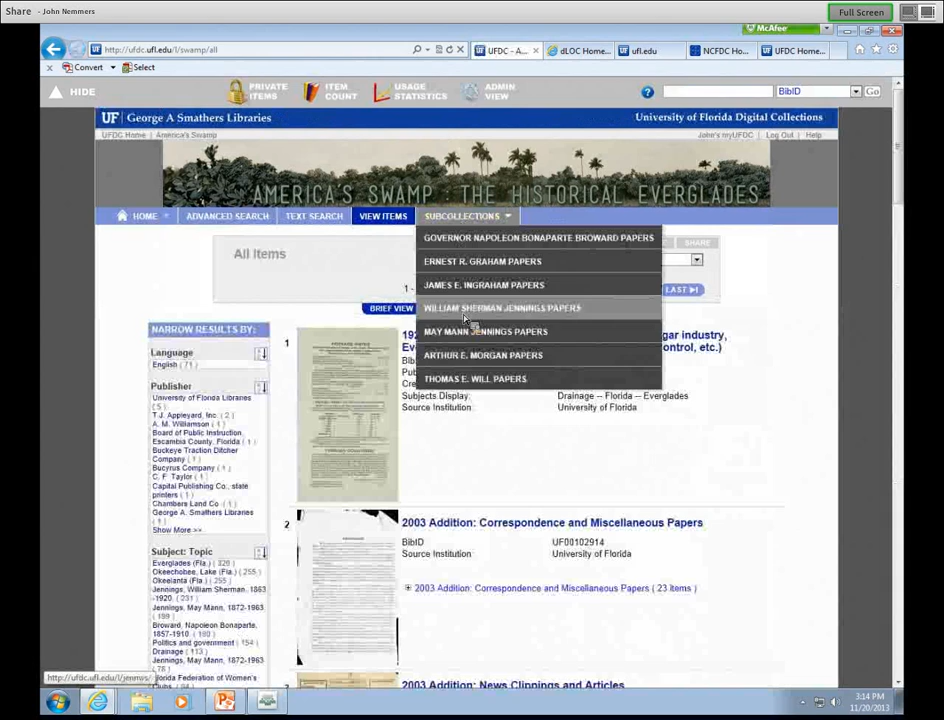 Share - John Nemmers
Full Screen
McAfee
http://ufdc.ufl.edu/l/swamp/all
UFDC - A...
dLOC Home...
ufl.edu
NCFDC Ho...
UFDC Home...
Convert
Select
HIDE
PRIVATE ITEMS
ITEM COUNT
USAGE STATISTICS
ADMIN VIEW
BibID
Go
UF George A Smathers Libraries
University of Florida Digital Collections
UFDC Home | America's Swamp
John's myUFDC | Log Out | Help
AMERICA'S SWAMP THE HISTORICAL EVERGLADES
HOME
ADVANCED SEARCH
TEXT SEARCH
VIEW ITEMS
SUBCOLLECTIONS
GOVERNOR NAPOLEON BONAPARTE BROWARD PAPERS
ERNEST R. GRAHAM PAPERS
JAMES E. INGRAHAM PAPERS
WILLIAM SHERMAN JENNINGS PAPERS
MAY MANN JENNINGS PAPERS
ARTHUR E. MORGAN PAPERS
THOMAS E. WILL PAPERS
SHARE
All Items
1 -
LAST
BRIEF VIEW
NARROW RESULTS BY:
Language
English ( 71 )
Publisher
University of Florida Libraries
( 5 )
T.J. Appleyard, Inc. ( 2 )
A. M. Williamson ( 1 )
Board of Public Instruction,
Escambia County, Florida ( 1 )
Buckeye Traction Ditcher
Company ( 1 )
Bucyrus Company ( 1 )
C. F. Taylor ( 1 )
Capital Publishing Co., state
printers ( 1 )
Chambers Land Co ( 1 )
George A. Smathers Libraries
( 1 )
Show More >>
Subject: Topic
Everglades (Fla.) ( 320 )
Okeechobee, Lake (Fla.) ( 255 )
Okeelanta (Fla.) ( 255 )
Jennings, William Sherman, 1863
-1920. ( 231 )
Jennings, May Mann, 1872-1963
( 199 )
Broward, Napoleon Bonaparte,
1857-1910. ( 180 )
Politics and government ( 154 )
Drainage ( 113 )
Jennings, May Mann, 1872-1963.
( 78 )
Florida Federation of Women's
1
gar industry,
control, etc.)
Subjects.Display:
Drainage -- Florida -- Everglades
Source Institution:
University of Florida
2
2003 Addition: Correspondence and Miscellaneous Papers
BibID
UF00102914
Source Institution:
University of Florida
2003 Addition: Correspondence and Miscellaneous Papers ( 23 items )
2003 Addition: News Clippings and Articles
http://ufdc.ufl.edu/l/jenmws/
3:14 PM
11/20/2013